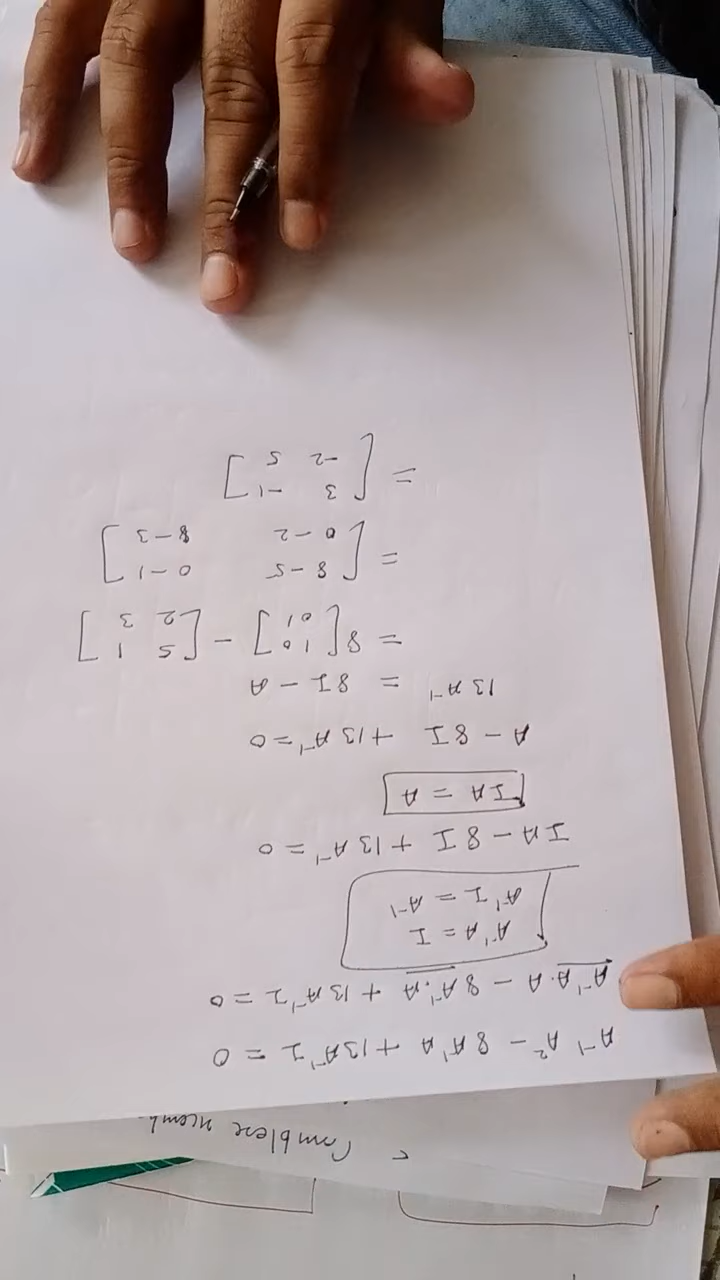 A⁻¹A² - 8A⁻¹A + 13A⁻¹I = 0
A⁻¹A·A - 8A⁻¹·A + 13A⁻¹I = 0
A⁻¹A = I
A⁻¹I = A⁻¹
IA - 8I + 13A⁻¹ = 0
IA = A
A - 8I + 13A⁻¹ = 0
13A⁻¹ = 8I - A
= 8[1 0
0 1] - [5 1
2 3]
= [8-5 0-1
0-2 8-3]
= [3 -1
-2 5]